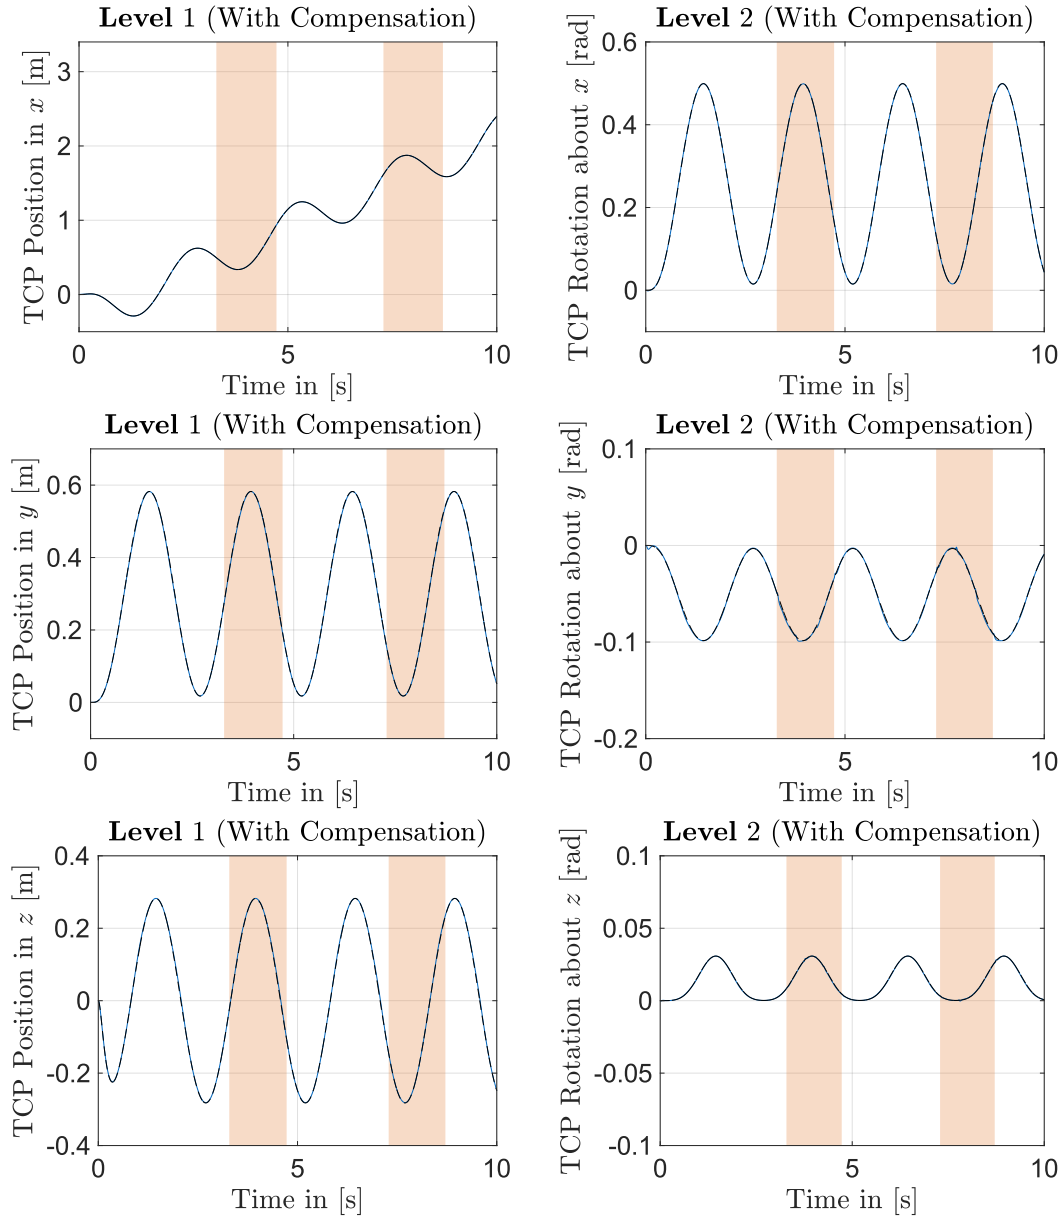 Level 1 (With Compensation)
TCP Position in x [m]
3
2
1
0
0
5
10
Time in [s]
Level 2 (With Compensation)
TCP Rotation about x [rad]
0.6
0.4
0.2
0
0
5
10
Time in [s]
Level 1 (With Compensation)
TCP Position in y [m]
0.6
0.4
0.2
0
0
5
10
Time in [s]
Level 2 (With Compensation)
TCP Rotation about y [rad]
0.1
0
-0.1
-0.2
0
5
10
Time in [s]
Level 1 (With Compensation)
TCP Position in z [m]
0.4
0.2
0
-0.2
-0.4
0
5
10
Time in [s]
Level 2 (With Compensation)
TCP Rotation about z [rad]
0.1
0.05
0
-0.05
-0.1
0
5
10
Time in [s]